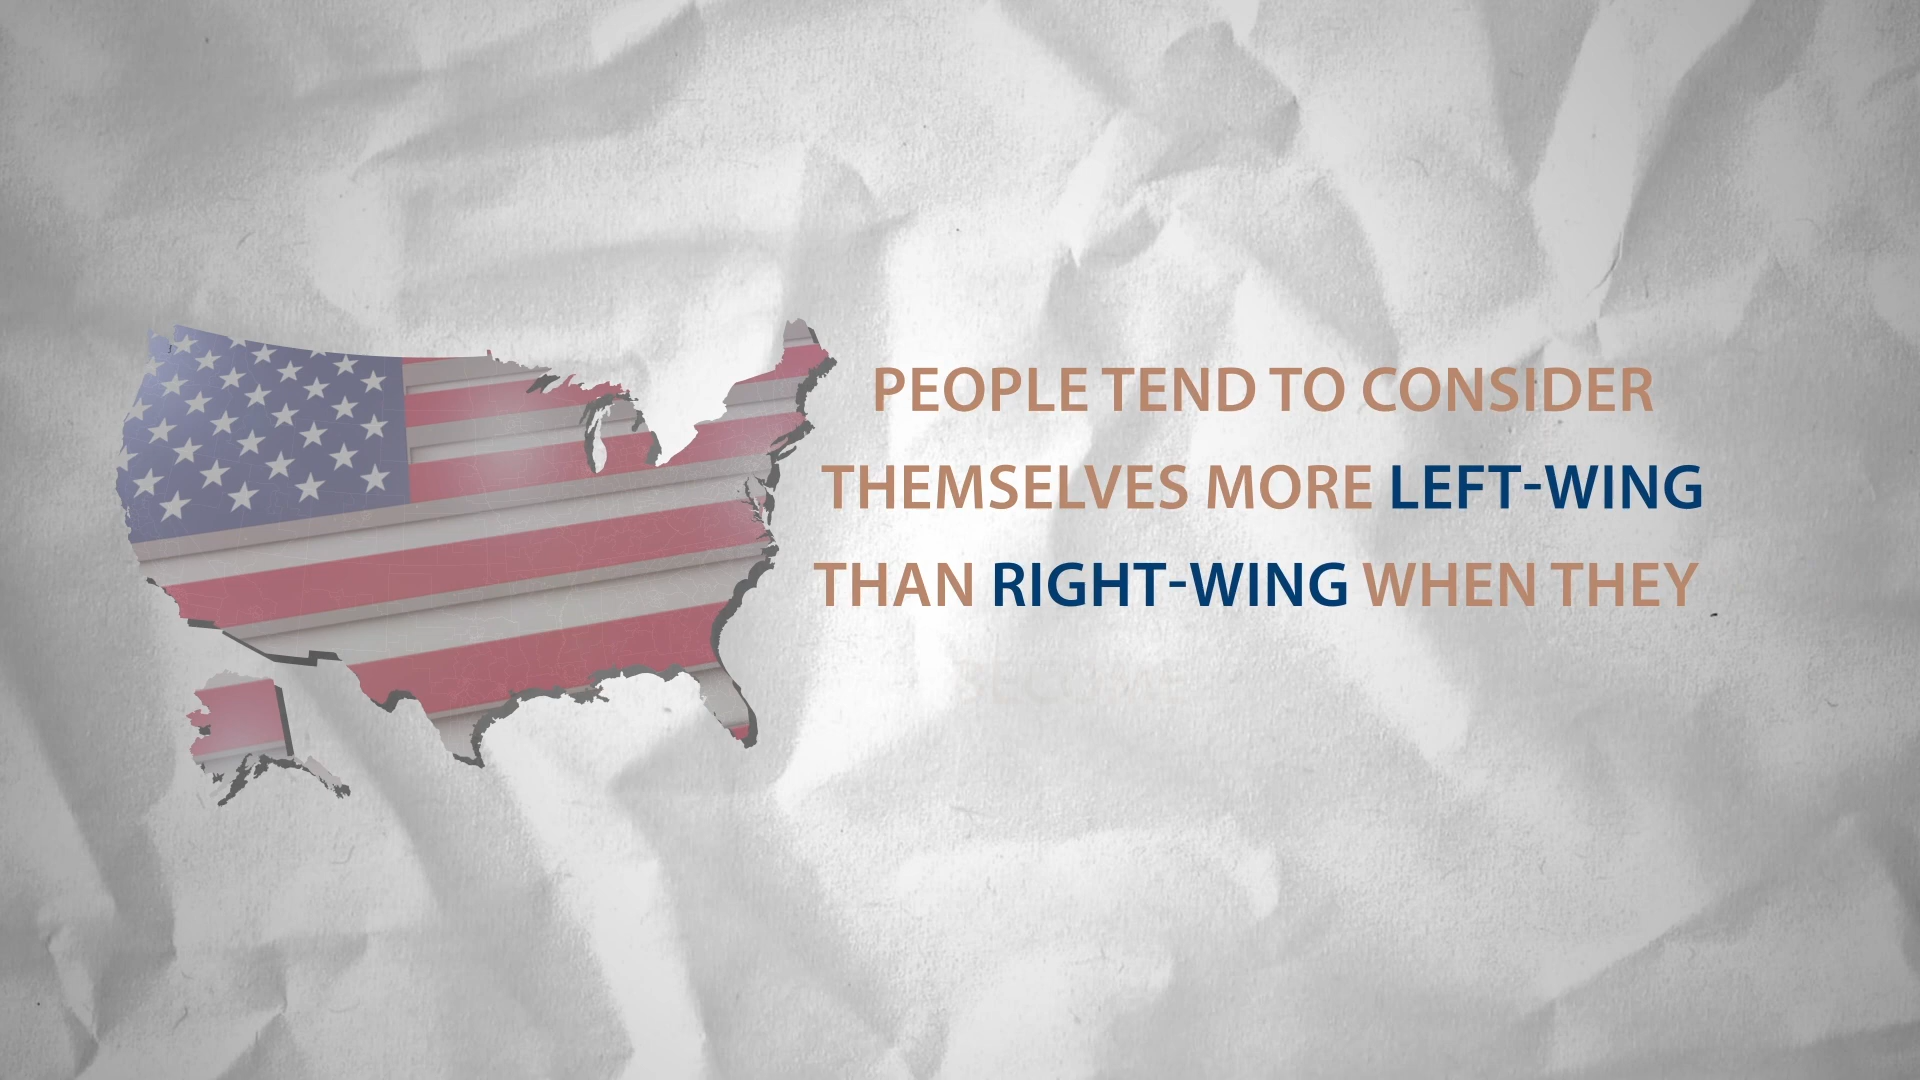 PEOPLE TEND TO CONSIDER
THEMSELVES MORE LEFT-WING
THAN RIGHT-WING WHEN THEY